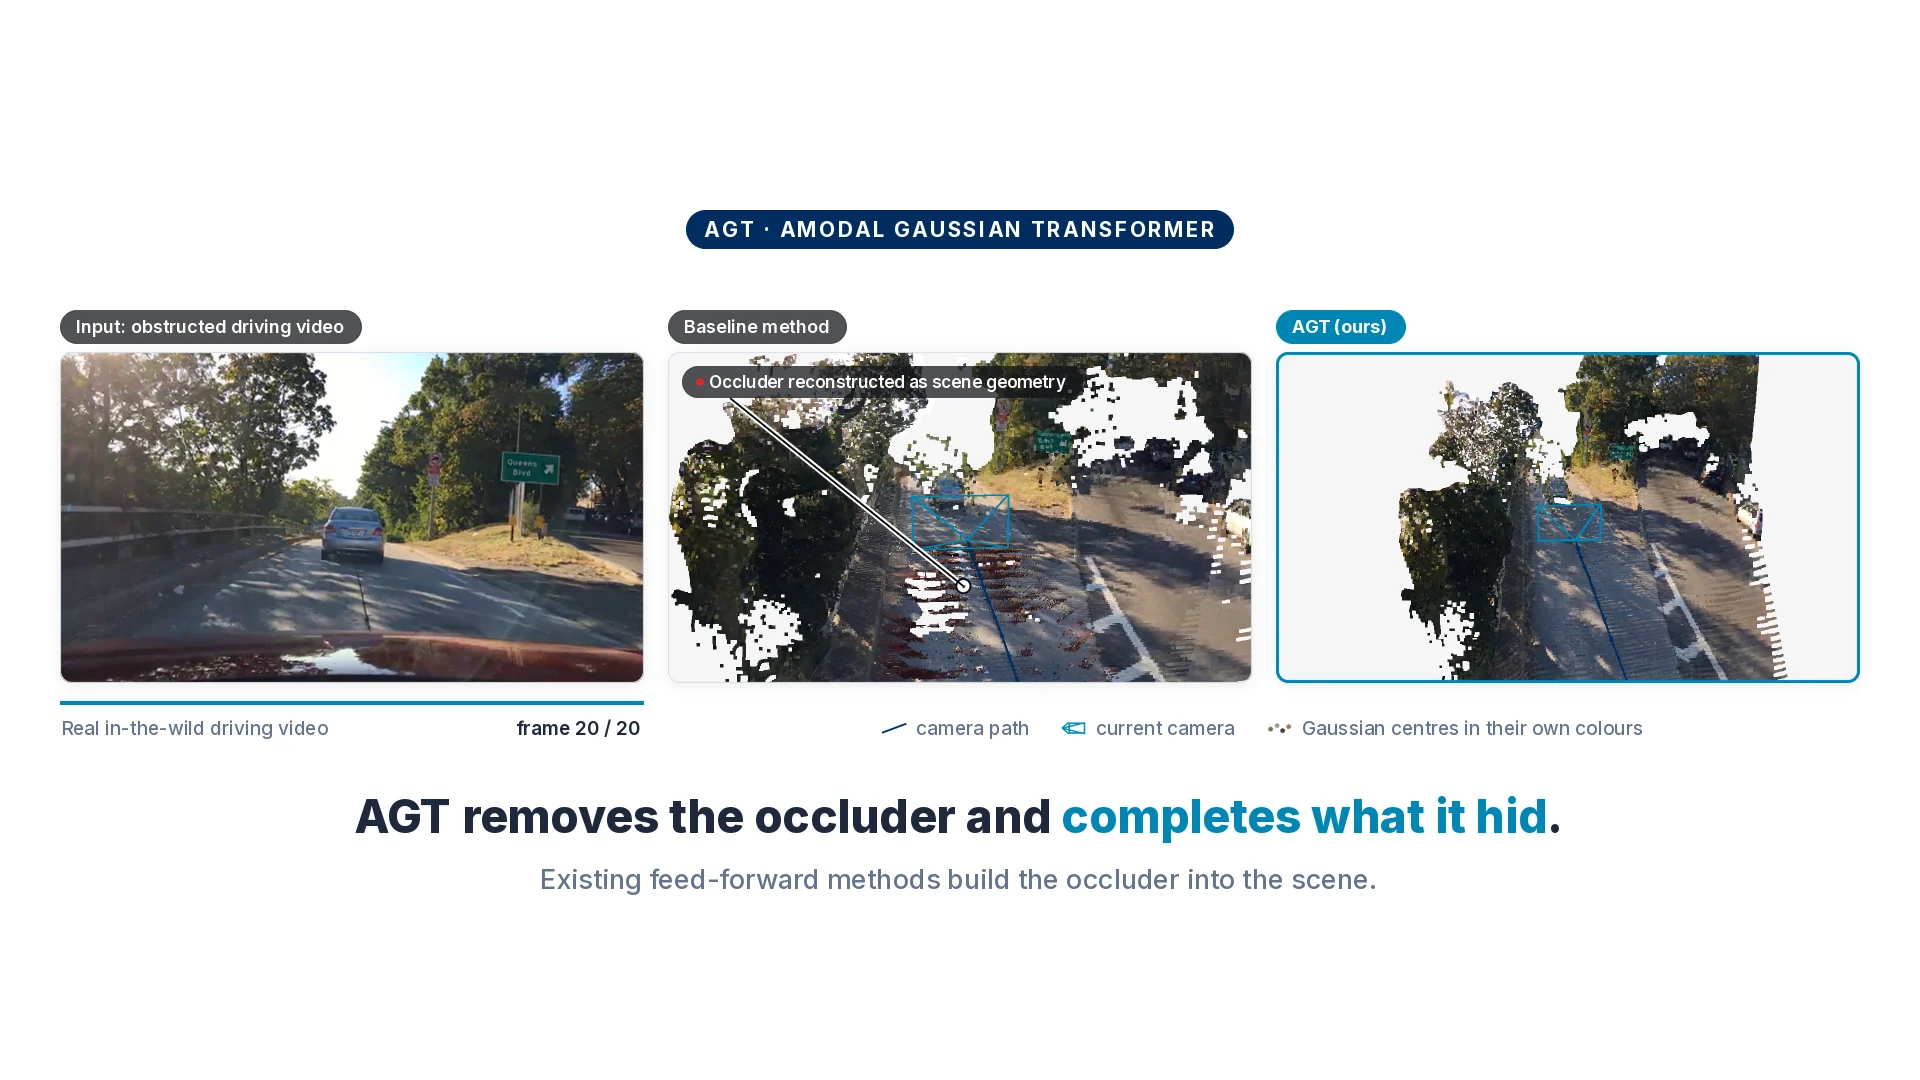 AGT · AMODAL GAUSSIAN TRANSFORMER
Input: obstructed driving video
Baseline method
AGT (ours)
Occluder reconstructed as scene geometry
Queens
Blvd
Real in-the-wild driving video
frame 20 / 20
camera path
current camera
Gaussian centres in their own colours
AGT removes the occluder and completes what it hid.
Existing feed-forward methods build the occluder into the scene.